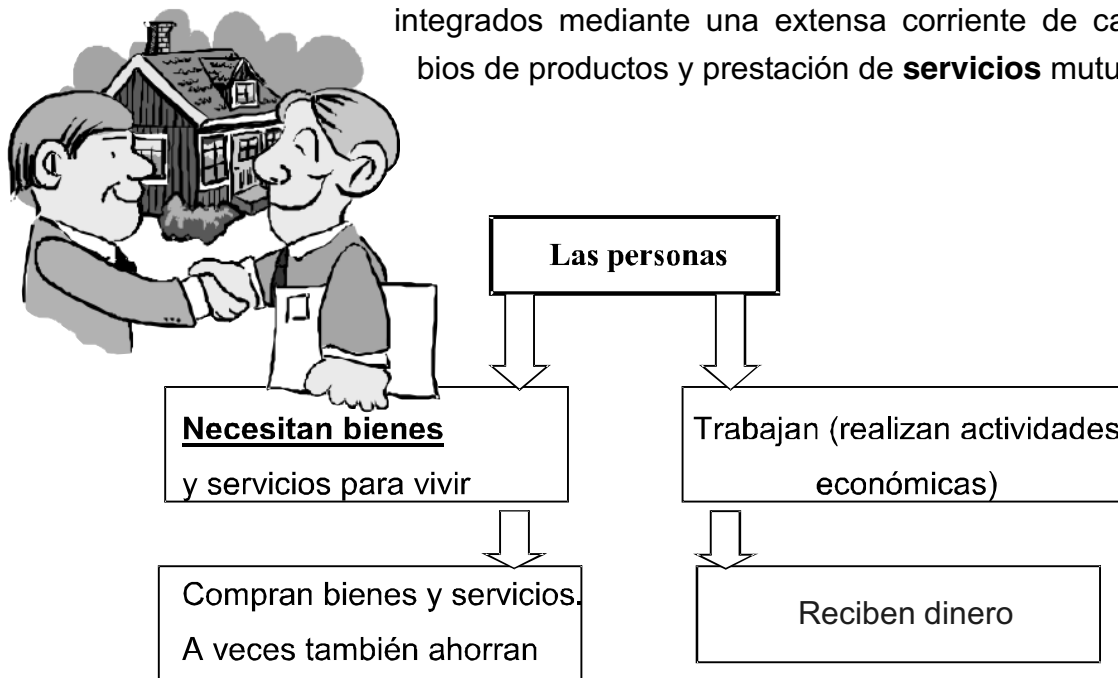 integrados mediante una extensa corriente de ca
bios de productos y prestación de servicios mutu
Las personas
Necesitan bienes
y servicios para vivir
Trabajan (realizan actividades
económicas)
Compran bienes y servicios.
A veces también ahorran
Reciben dinero